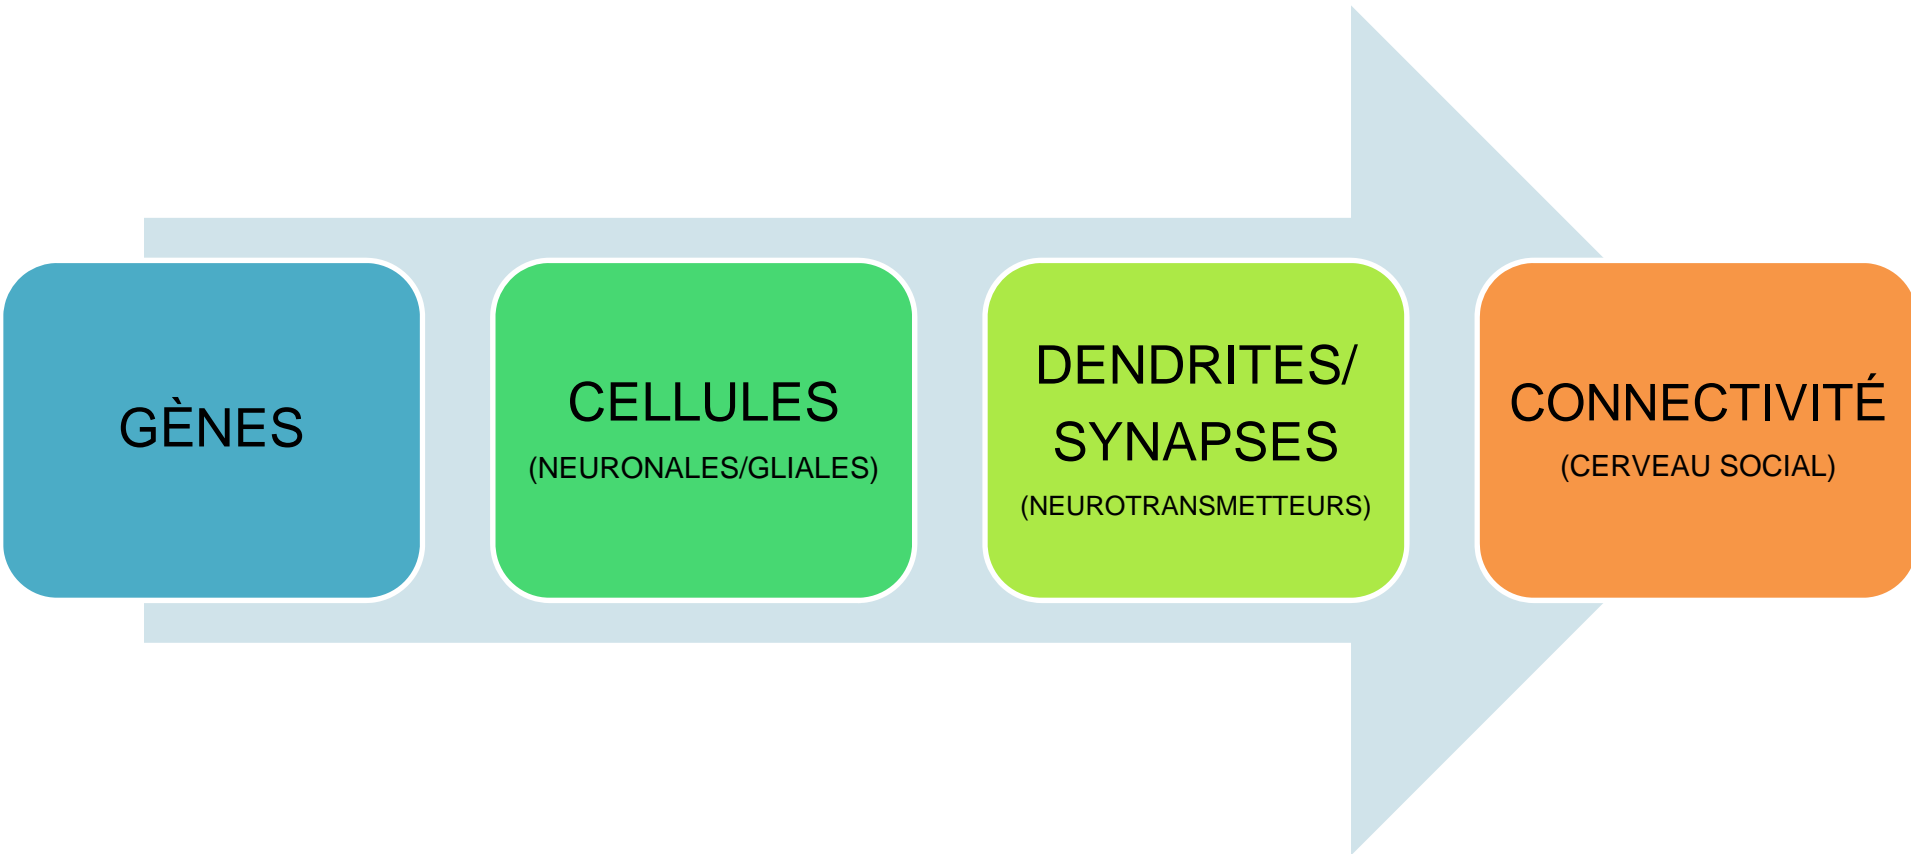 GÈNES
CELLULES
(NEURONALES/GLIALES)
DENDRITES/
SYNAPSES
(NEUROTRANSMETTEURS)
CONNECTIVITÉ
(CERVEAU SOCIAL)